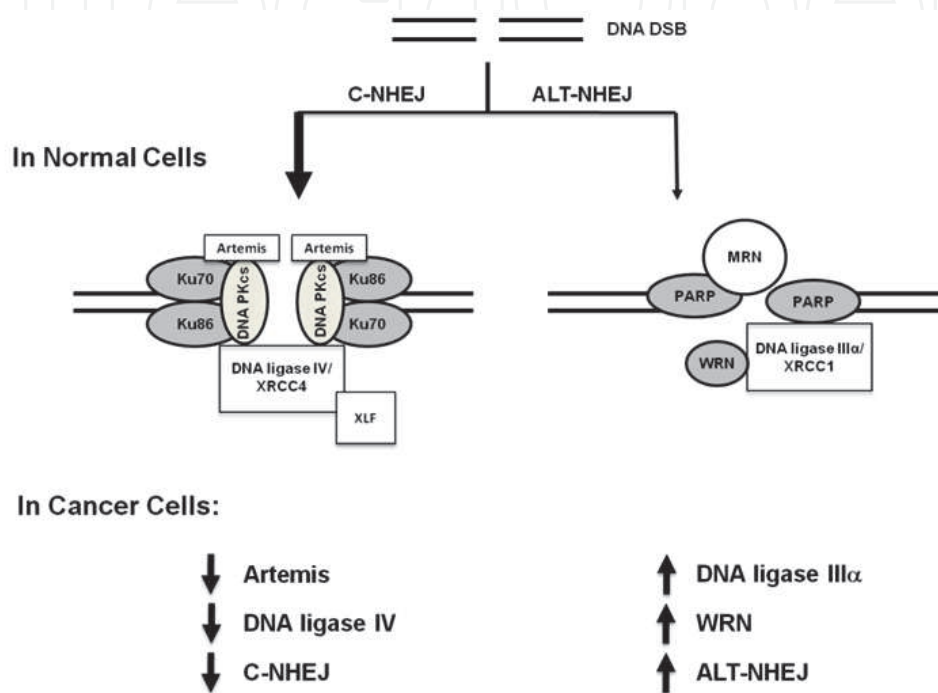 DNA DSB
C-NHEJ ALT-NHEJ
In Normal Cells
Artemis Artemis
MRN
Ku70 DNA PKcs DNA PKcs Ku86
PARP PARP
Ku86 Ku70
DNA ligase IV/
XRCC4
WRN
DNA ligase IIIα/
XRCC1
XLF
In Cancer Cells:
↓ Artemis ↑ DNA ligase IIIα
↓ DNA ligase IV ↑ WRN
↓ C-NHEJ ↑ ALT-NHEJ